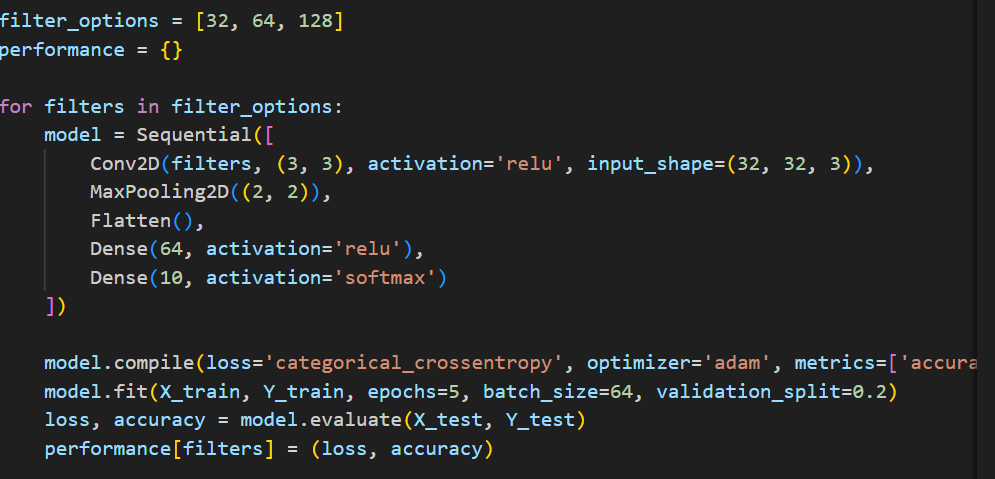 filter_options = [32, 64, 128]
performance = {}

for filters in filter_options:
    model = Sequential([
        Conv2D(filters, (3, 3), activation='relu', input_shape=(32, 32, 3)),
        MaxPooling2D((2, 2)),
        Flatten(),
        Dense(64, activation='relu'),
        Dense(10, activation='softmax')
    ])

    model.compile(loss='categorical_crossentropy', optimizer='adam', metrics=['accura
    model.fit(X_train, Y_train, epochs=5, batch_size=64, validation_split=0.2)
    loss, accuracy = model.evaluate(X_test, Y_test)
    performance[filters] = (loss, accuracy)